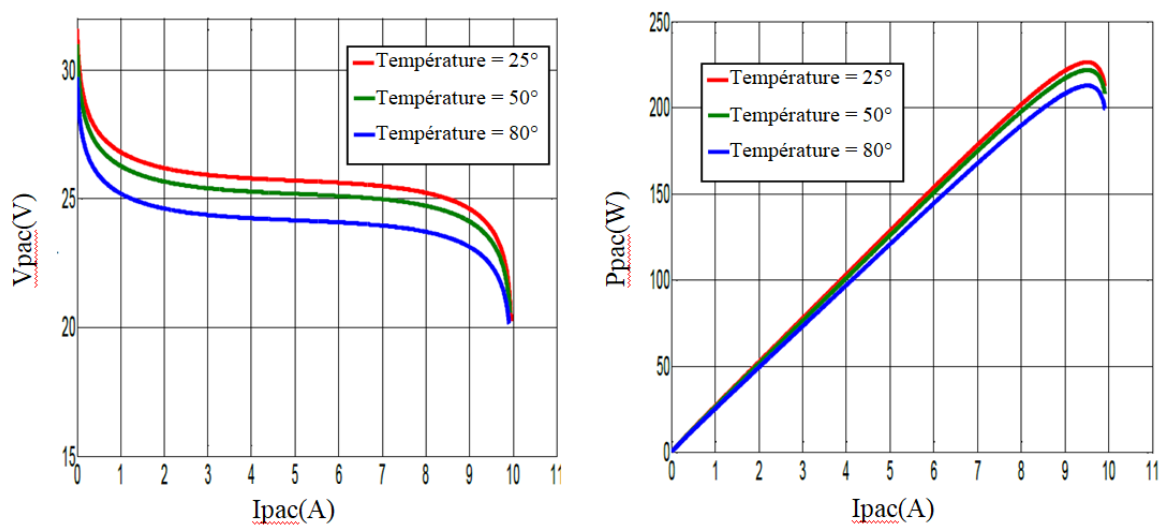 Vpac(V)
30
25
20
15
0 1 2 3 4 5 6 7 8 9 10 11
Ipac(A)
Température = 25°
Température = 50°
Température = 80°
Ppac(W)
250
200
150
100
50
0
0 1 2 3 4 5 6 7 8 9 10 11
Ipac(A)
Température = 25°
Température = 50°
Température = 80°